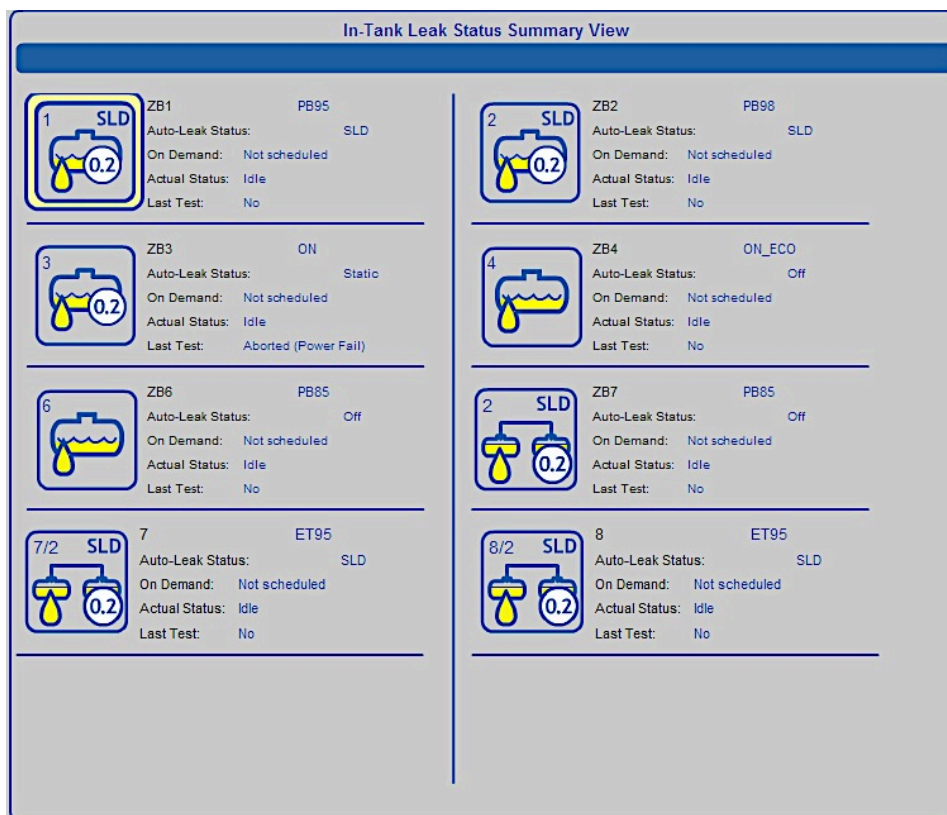 In-Tank Leak Status Summary View
1 SLD 0.2
ZB1 PB95
Auto-Leak Status: SLD
On Demand: Not scheduled
Actual Status: Idle
Last Test: No
2 SLD 0.2
ZB2 PB98
Auto-Leak Status: SLD
On Demand: Not scheduled
Actual Status: Idle
Last Test: No
3 0.2
ZB3 ON
Auto-Leak Status: Static
On Demand: Not scheduled
Actual Status: Idle
Last Test: Aborted (Power Fail)
4
ZB4 ON_ECO
Auto-Leak Status: Off
On Demand: Not scheduled
Actual Status: Idle
Last Test: No
6
ZB6 PB85
Auto-Leak Status: Off
On Demand: Not scheduled
Actual Status: Idle
Last Test: No
2 SLD 0.2
ZB7 PB85
Auto-Leak Status: Off
On Demand: Not scheduled
Actual Status: Idle
Last Test: No
7/2 SLD 0.2
7 ET95
Auto-Leak Status: SLD
On Demand: Not scheduled
Actual Status: Idle
Last Test: No
8/2 SLD 0.2
8 ET95
Auto-Leak Status: SLD
On Demand: Not scheduled
Actual Status: Idle
Last Test: No